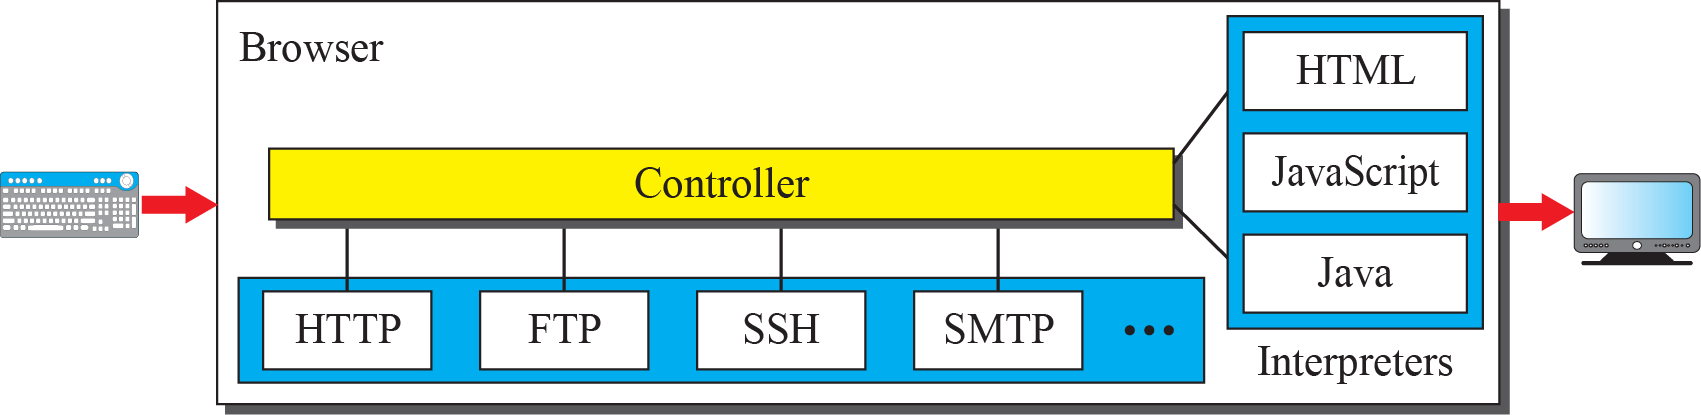 Browser
HTML
JavaScript
Java
Controller
HTTP
FTP
SSH
SMTP
...
Interpreters